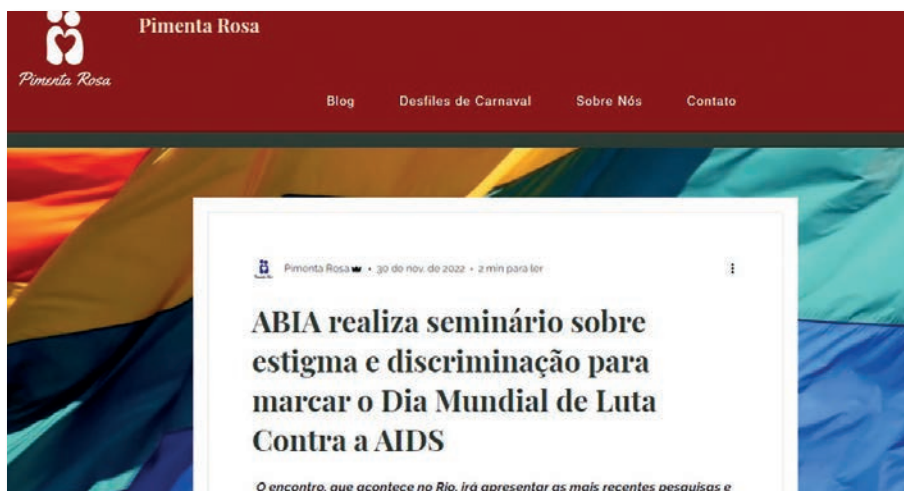 Pimenta Rosa
Pimenta Rosa
Blog Desfiles de Carnaval Sobre Nós Contato
Pimenta Rosa • 30 de nov. de 2022 • 2 min para ler
ABIA realiza seminário sobre
estigma e discriminação para
marcar o Dia Mundial de Luta
Contra a AIDS
O encontro, que acontece no Rio, irá apresentar as mais recentes pesquisas e